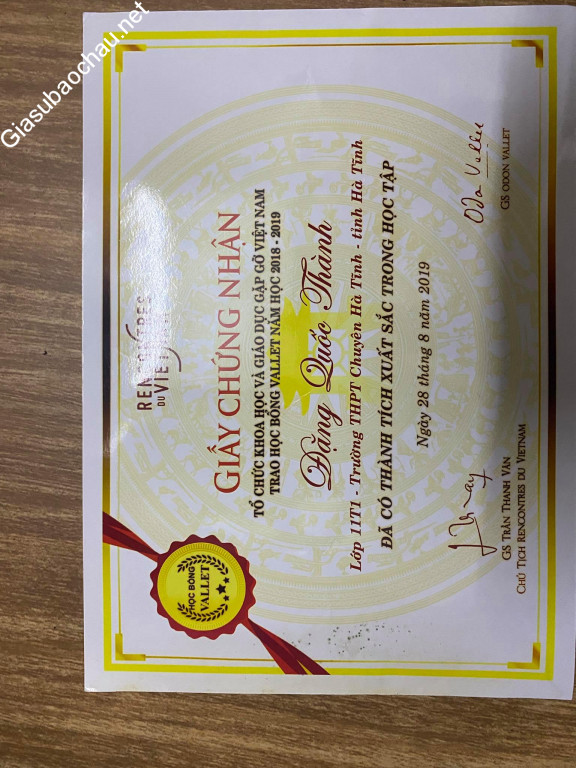 Giasubaochau.net
RENCONTRES
DU VIETNAM
GIẤY CHỨNG NHẬN
TỔ CHỨC KHOA HỌC VÀ GIÁO DỤC GẶP GỠ VIỆT NAM
TRAO HỌC BỔNG VALLET NĂM HỌC 2018 - 2019
Đặng Quốc Thành
Lớp 11T1 - Trường THPT Chuyên Hà Tĩnh - tỉnh Hà Tĩnh
ĐÃ CÓ THÀNH TÍCH XUẤT SẮC TRONG HỌC TẬP
Ngày 28 tháng 8 năm 2019
GS TRẦN THANH VÂN
CHỦ TỊCH RENCONTRES DU VIETNAM
Odon Vallet
GS ODON VALLET
HỌC BỔNG
VALLET